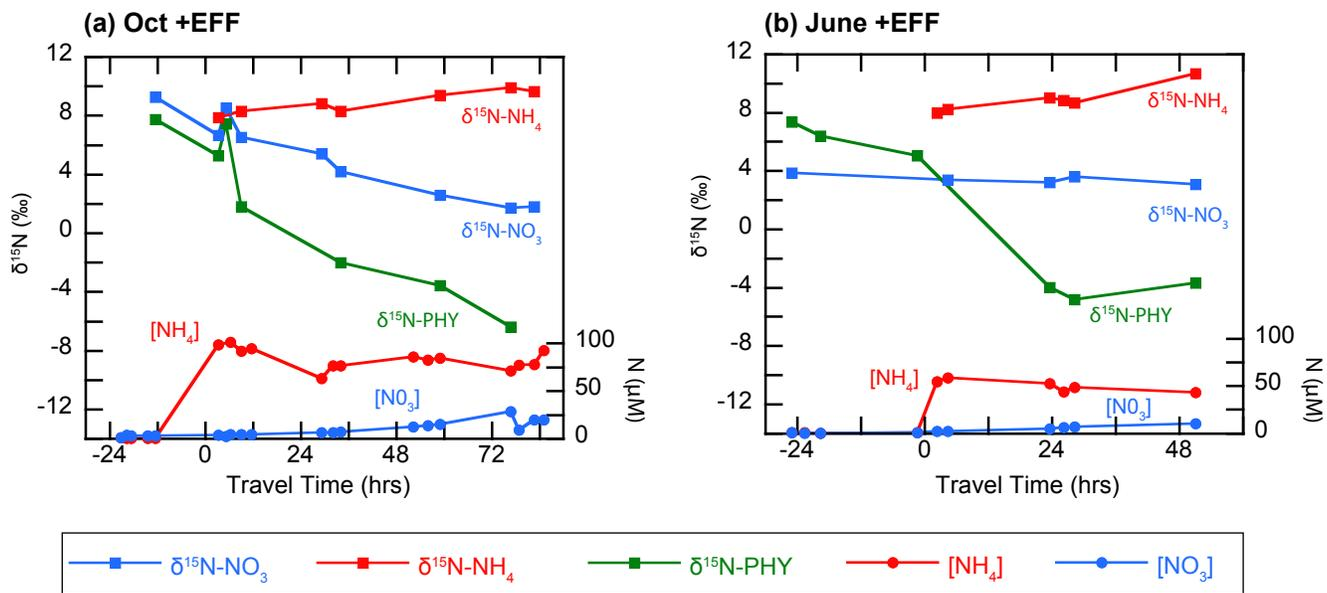 (a) Oct +EFF
12
8
4
0
-4
-8
-12
δ¹⁵N (‰)
δ¹⁵N-NH₄
δ¹⁵N-NO₃
δ¹⁵N-PHY
[NH₄]
[N0₃]
100
50
0
N (μM)
-24 0 24 48 72
Travel Time (hrs)
(b) June +EFF
12
8
4
0
-4
-8
-12
δ¹⁵N (‰)
δ¹⁵N-NH₄
δ¹⁵N-NO₃
δ¹⁵N-PHY
[NH₄]
[N0₃]
100
50
0
N (μM)
-24 0 24 48
Travel Time (hrs)
δ¹⁵N-NO₃ δ¹⁵N-NH₄ δ¹⁵N-PHY [NH₄] [NO₃]